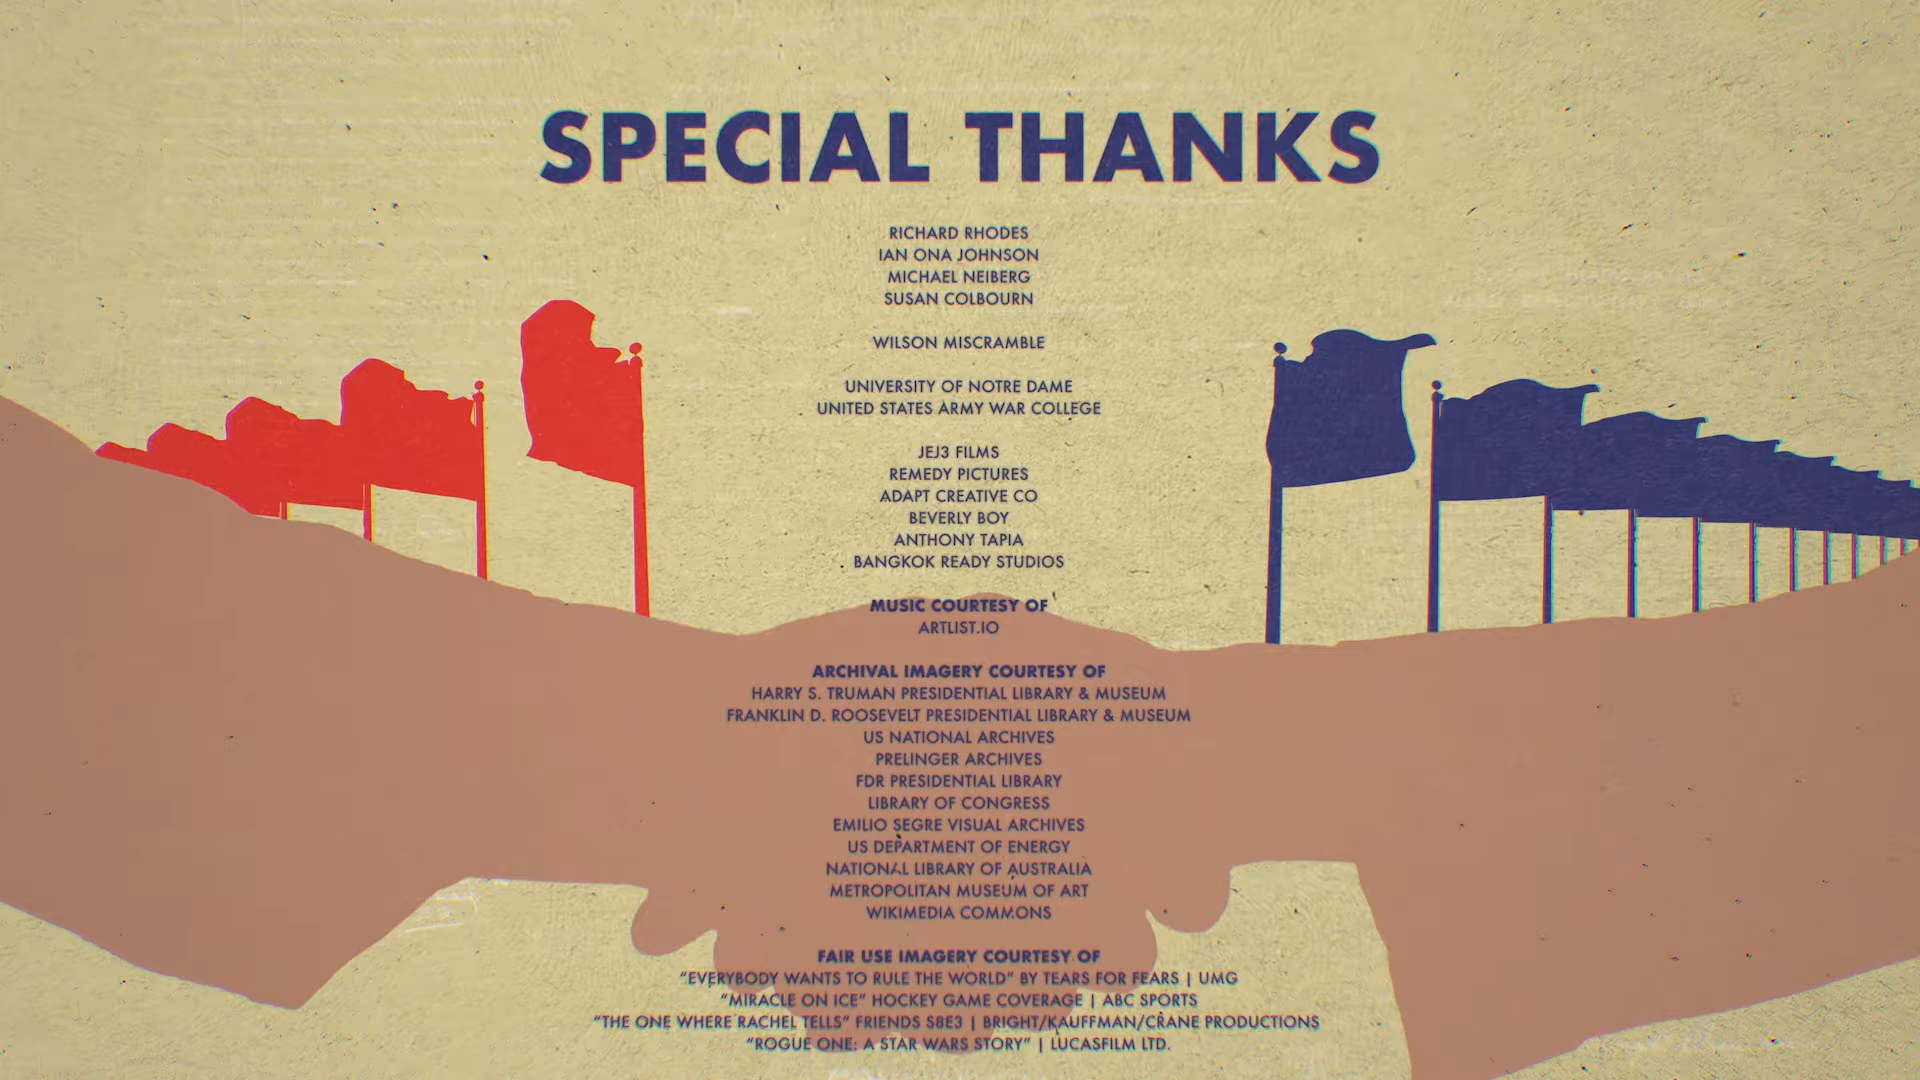 SPECIAL THANKS
RICHARD RHODES
IAN ONA JOHNSON
MICHAEL NEIBERG
SUSAN COLBOURN
WILSON MISCRAMBLE
UNIVERSITY OF NOTRE DAME
UNITED STATES ARMY WAR COLLEGE
JEJ3 FILMS
REMEDY PICTURES
ADAPT CREATIVE CO
BEVERLY BOY
ANTHONY TAPIA
BANGKOK READY STUDIOS
MUSIC COURTESY OF
ARTLIST.IO
ARCHIVAL IMAGERY COURTESY OF
HARRY S. TRUMAN PRESIDENTIAL LIBRARY & MUSEUM
FRANKLIN D. ROOSEVELT PRESIDENTIAL LIBRARY & MUSEUM
US NATIONAL ARCHIVES
PRELINGER ARCHIVES
FDR PRESIDENTIAL LIBRARY
LIBRARY OF CONGRESS
EMILIO SEGRE VISUAL ARCHIVES
US DEPARTMENT OF ENERGY
NATIONAL LIBRARY OF AUSTRALIA
METROPOLITAN MUSEUM OF ART
WIKIMEDIA COMMONS
FAIR USE IMAGERY COURTESY OF
“EVERYBODY WANTS TO RULE THE WORLD” BY TEARS FOR FEARS | UMG
“MIRACLE ON ICE” HOCKEY GAME COVERAGE | ABC SPORTS
“THE ONE WHERE RACHEL TELLS” FRIENDS S8E3 | BRIGHT/KAUFFMAN/CRANE PRODUCTIONS
“ROGUE ONE: A STAR WARS STORY” | LUCASFILM LTD.